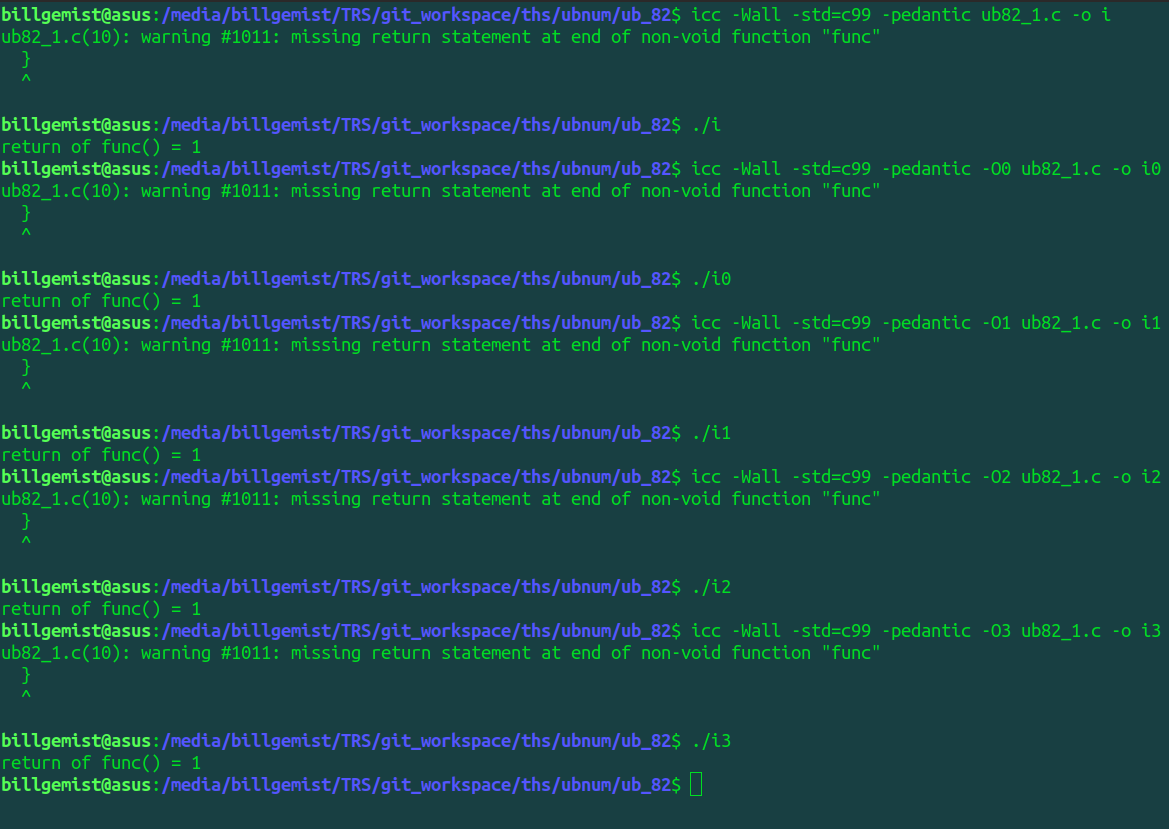 billgemist@asus:/media/billgemist/TRS/git_workspace/ths/ubnum/ub_82$ icc -Wall -std=c99 -pedantic ub82_1.c -o i
ub82_1.c(10): warning #1011: missing return statement at end of non-void function "func"
  }
  ^

billgemist@asus:/media/billgemist/TRS/git_workspace/ths/ubnum/ub_82$ ./i
return of func() = 1
billgemist@asus:/media/billgemist/TRS/git_workspace/ths/ubnum/ub_82$ icc -Wall -std=c99 -pedantic -O0 ub82_1.c -o i0
ub82_1.c(10): warning #1011: missing return statement at end of non-void function "func"
  }
  ^

billgemist@asus:/media/billgemist/TRS/git_workspace/ths/ubnum/ub_82$ ./i0
return of func() = 1
billgemist@asus:/media/billgemist/TRS/git_workspace/ths/ubnum/ub_82$ icc -Wall -std=c99 -pedantic -O1 ub82_1.c -o i1
ub82_1.c(10): warning #1011: missing return statement at end of non-void function "func"
  }
  ^

billgemist@asus:/media/billgemist/TRS/git_workspace/ths/ubnum/ub_82$ ./i1
return of func() = 1
billgemist@asus:/media/billgemist/TRS/git_workspace/ths/ubnum/ub_82$ icc -Wall -std=c99 -pedantic -O2 ub82_1.c -o i2
ub82_1.c(10): warning #1011: missing return statement at end of non-void function "func"
  }
  ^

billgemist@asus:/media/billgemist/TRS/git_workspace/ths/ubnum/ub_82$ ./i2
return of func() = 1
billgemist@asus:/media/billgemist/TRS/git_workspace/ths/ubnum/ub_82$ icc -Wall -std=c99 -pedantic -O3 ub82_1.c -o i3
ub82_1.c(10): warning #1011: missing return statement at end of non-void function "func"
  }
  ^

billgemist@asus:/media/billgemist/TRS/git_workspace/ths/ubnum/ub_82$ ./i3
return of func() = 1
billgemist@asus:/media/billgemist/TRS/git_workspace/ths/ubnum/ub_82$